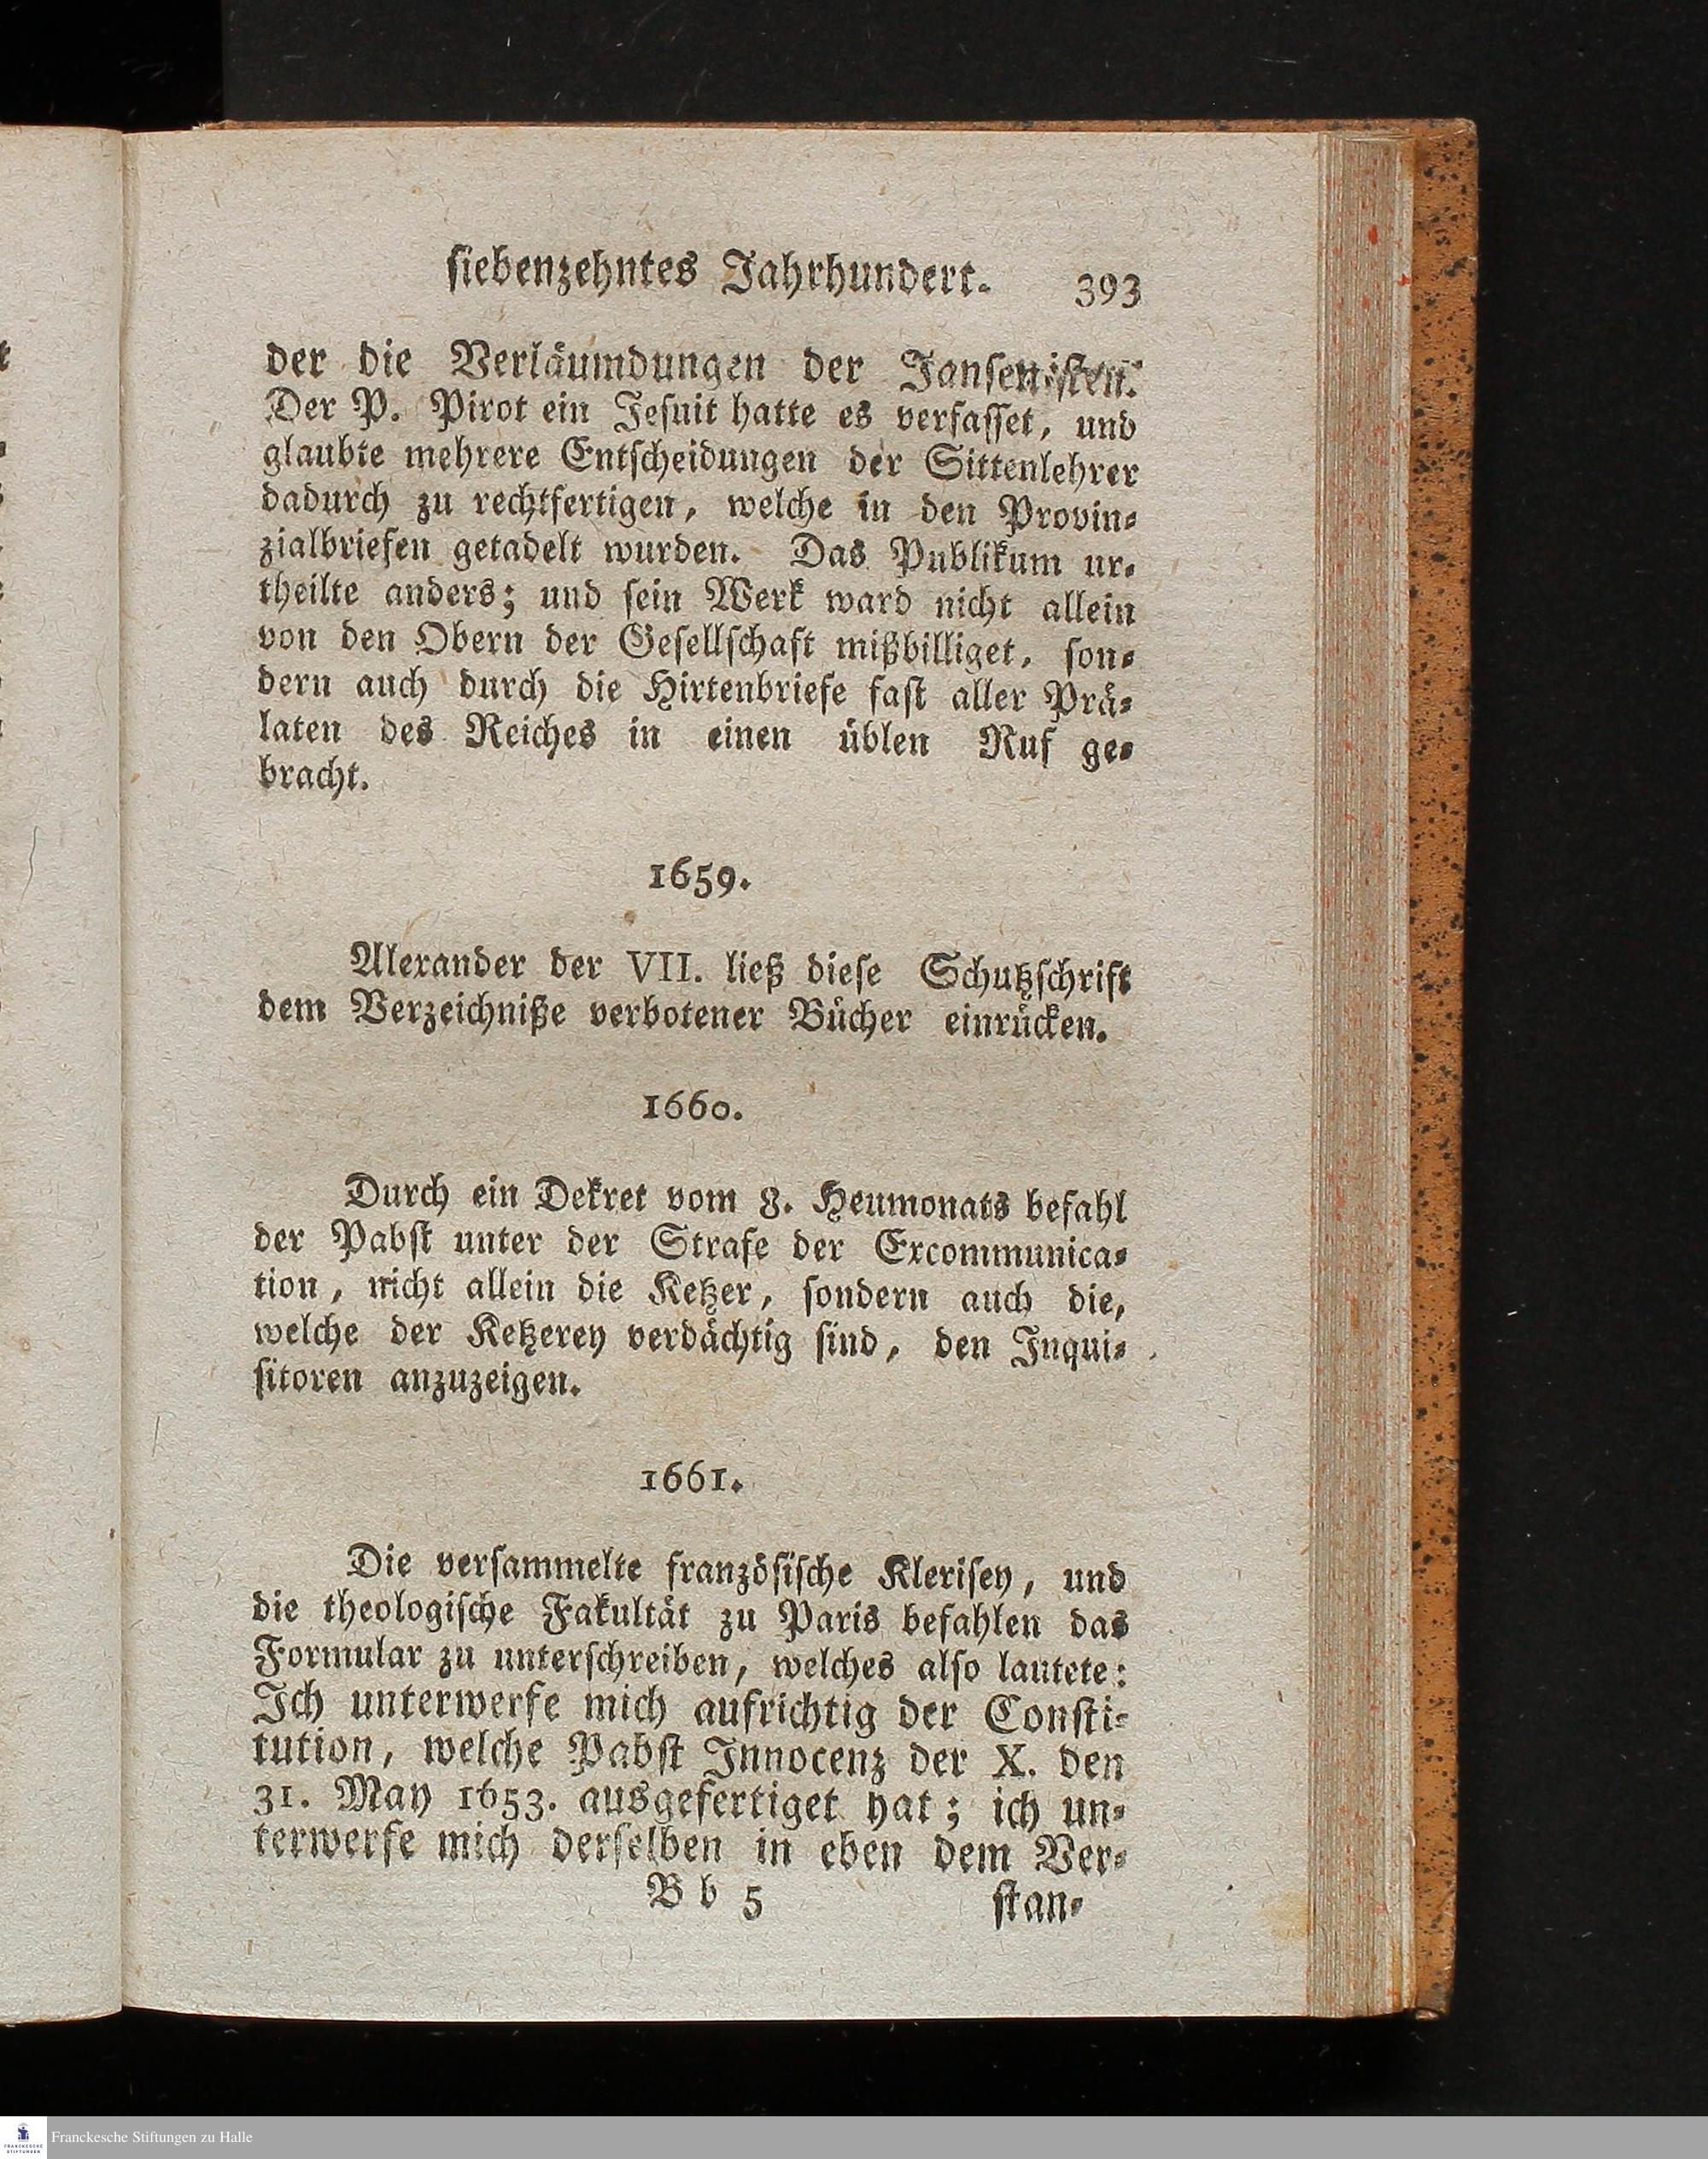 siebenzehntes Jahrhundert. 393
der die Verläumdungen der Jansenisten.
Der P. Pirot ein Jesuit hatte es verfasset, und
glaubte mehrere Entscheidungen der Sittenlehrer
dadurch zu rechtfertigen, welche in den Provin-
zialbriefen getadelt wurden. Das Publikum ur-
theilte anders; und sein Werk ward nicht allein
von den Obern der Gesellschaft mißbilliget, son-
dern auch durch die Hirtenbriefe fast aller Prä-
laten des Reiches in einen üblen Ruf ge-
bracht.
1659.
Alexander der VII. ließ diese Schutzschrift
dem Verzeichniße verbotener Bücher einrücken.
1660.
Durch ein Dekret vom 8. Heumonats befahl
der Pabst unter der Strafe der Excommunica-
tion, nicht allein die Ketzer, sondern auch die,
welche der Ketzerey verdächtig sind, den Inqui-
sitoren anzuzeigen.
1661.
Die versammelte französische Klerisey, und
die theologische Fakultät zu Paris befahlen das
Formular zu unterschreiben, welches also lautete:
Ich unterwerfe mich aufrichtig der Consti-
tution, welche Pabst Innocenz der X. den
31. May 1653. ausgefertiget hat; ich un-
terwerfe mich derselben in eben dem Ver-
B b 5 stan-
Franckesche Stiftungen zu Halle